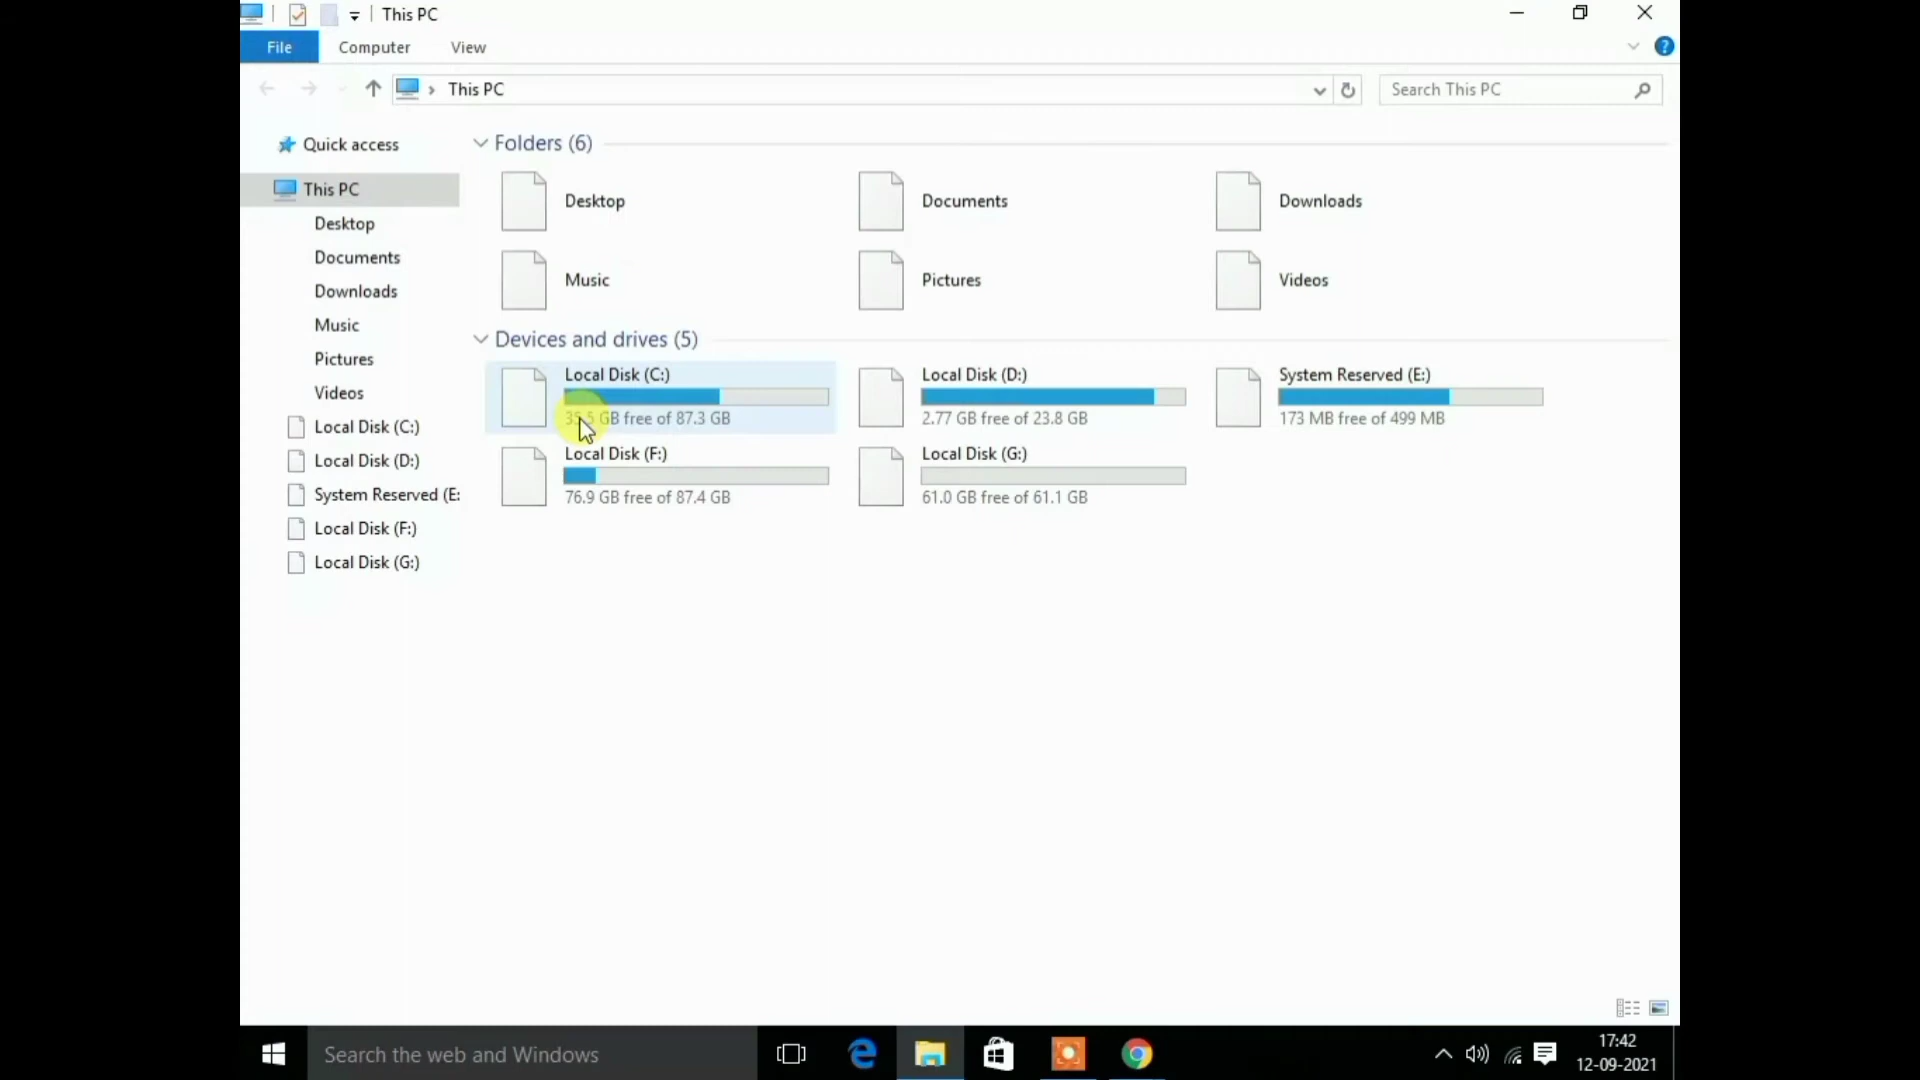 This PC
File
Computer
View
This PC
Search This PC
Quick access
This PC
Desktop
Documents
Downloads
Music
Pictures
Videos
Local Disk (C:)
Local Disk (D:)
System Reserved (E:
Local Disk (F:)
Local Disk (G:)
Folders (6)
Desktop
Documents
Downloads
Music
Pictures
Videos
Devices and drives (5)
Local Disk (C:)
35.5 GB free of 87.3 GB
Local Disk (D:)
2.77 GB free of 23.8 GB
System Reserved (E:)
173 MB free of 499 MB
Local Disk (F:)
76.9 GB free of 87.4 GB
Local Disk (G:)
61.0 GB free of 61.1 GB
Search the web and Windows
17:42
12-09-2021